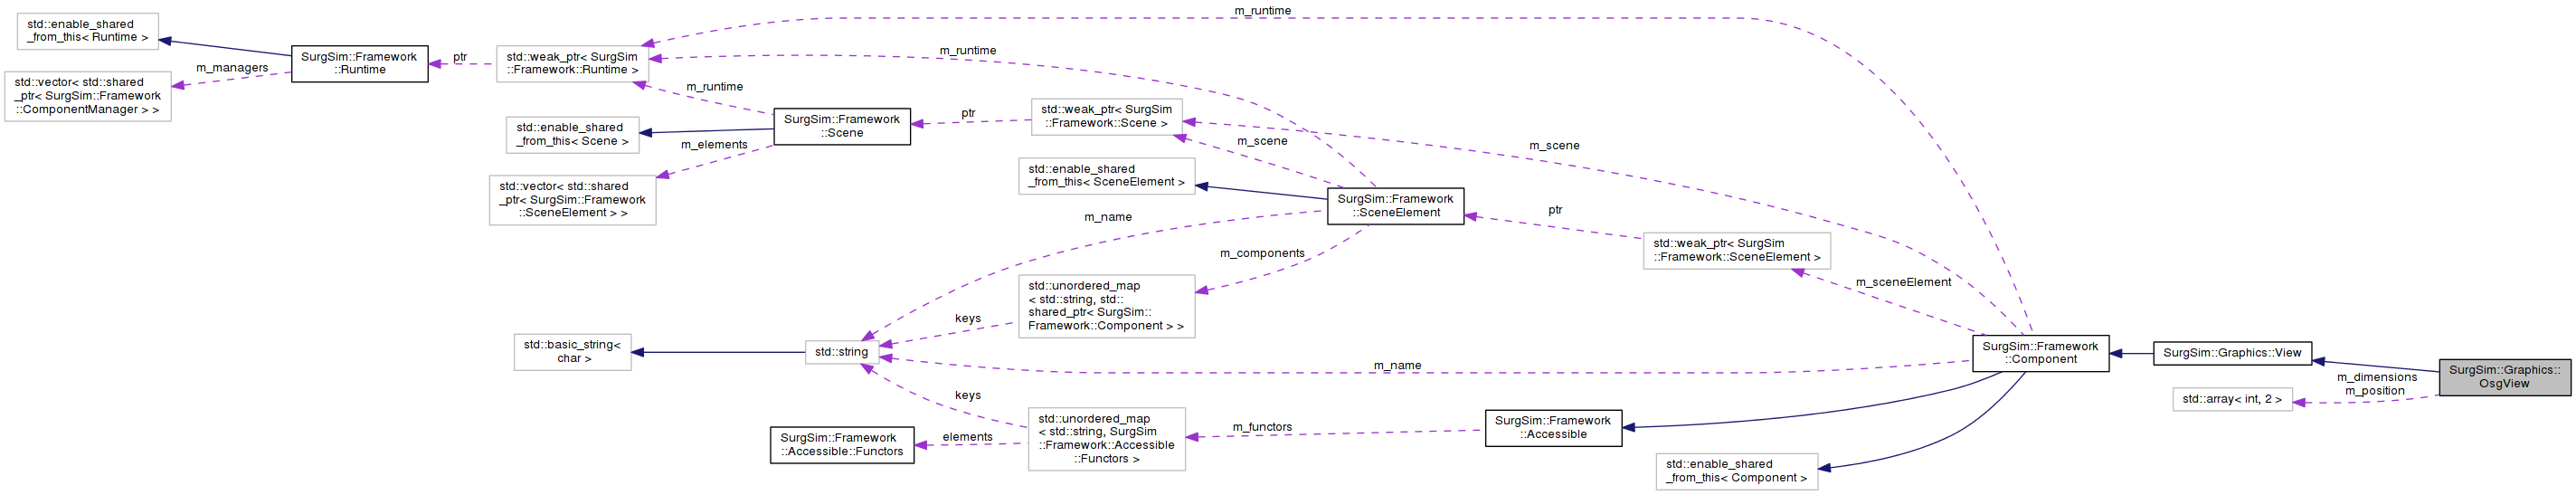 std::enable_shared
_from_this< Runtime >
std::vector< std::shared
_ptr< SurgSim::Framework
::ComponentManager > >
m_managers
SurgSim::Framework
::Runtime
ptr
std::weak_ptr< SurgSim
::Framework::Runtime >
m_runtime
m_runtime
m_runtime
std::enable_shared
_from_this< Scene >
std::vector< std::shared
_ptr< SurgSim::Framework
::SceneElement > >
m_elements
SurgSim::Framework
::Scene
ptr
std::weak_ptr< SurgSim
::Framework::Scene >
m_scene
m_scene
std::enable_shared
_from_this< SceneElement >
SurgSim::Framework
::SceneElement
m_name
m_components
ptr
std::weak_ptr< SurgSim
::Framework::SceneElement >
m_sceneElement
std::unordered_map
< std::string, std::
shared_ptr< SurgSim::
Framework::Component > >
keys
std::basic_string<
char >
std::string
m_name
keys
SurgSim::Framework
::Accessible::Functors
elements
std::unordered_map
< std::string, SurgSim
::Framework::Accessible
::Functors >
m_functors
SurgSim::Framework
::Accessible
std::enable_shared
_from_this< Component >
SurgSim::Framework
::Component
SurgSim::Graphics::View
std::array< int, 2 >
m_dimensions
m_position
SurgSim::Graphics::
OsgView